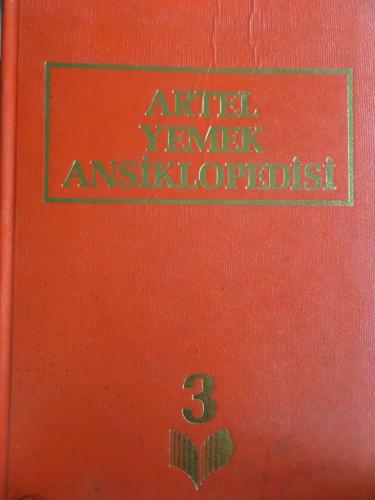 ARTEL
YEMEK
ANSİKLOPEDİSİ
3